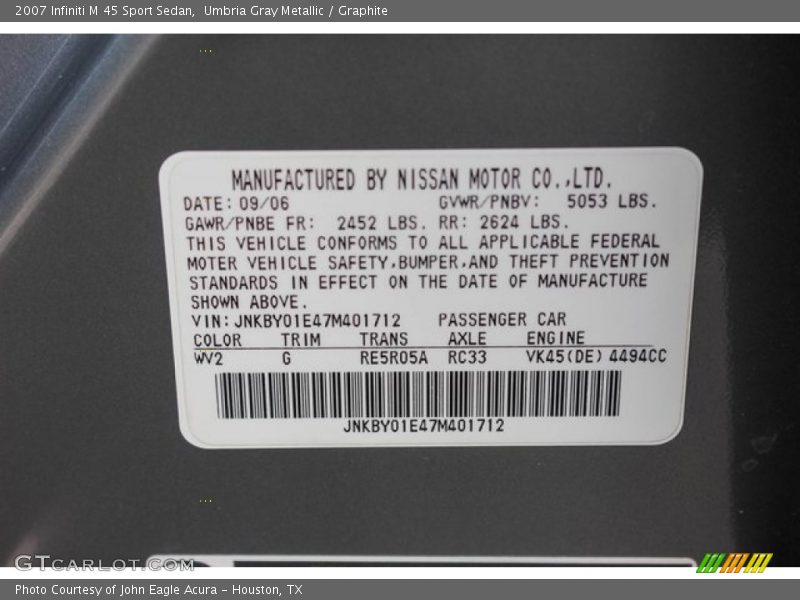 2007 Infiniti M 45 Sport Sedan,  Umbria Gray Metallic / Graphite
MANUFACTURED BY NISSAN MOTOR CO.,LTD.
DATE: 09/06 GVWR/PNBV: 5053 LBS.
GAWR/PNBE FR: 2452 LBS. RR: 2624 LBS.
THIS VEHICLE CONFORMS TO ALL APPLICABLE FEDERAL
MOTER VEHICLE SAFETY,BUMPER,AND THEFT PREVENTION
STANDARDS IN EFFECT ON THE DATE OF MANUFACTURE
SHOWN ABOVE.
VIN: JNKBY01E47M401712 PASSENGER CAR
COLOR TRIM TRANS AXLE ENGINE
WV2 G RE5R05A RC33 VK45(DE) 4494CC
JNKBY01E47M401712
GTcarlot.com
Photo Courtesy of John Eagle Acura - Houston, TX